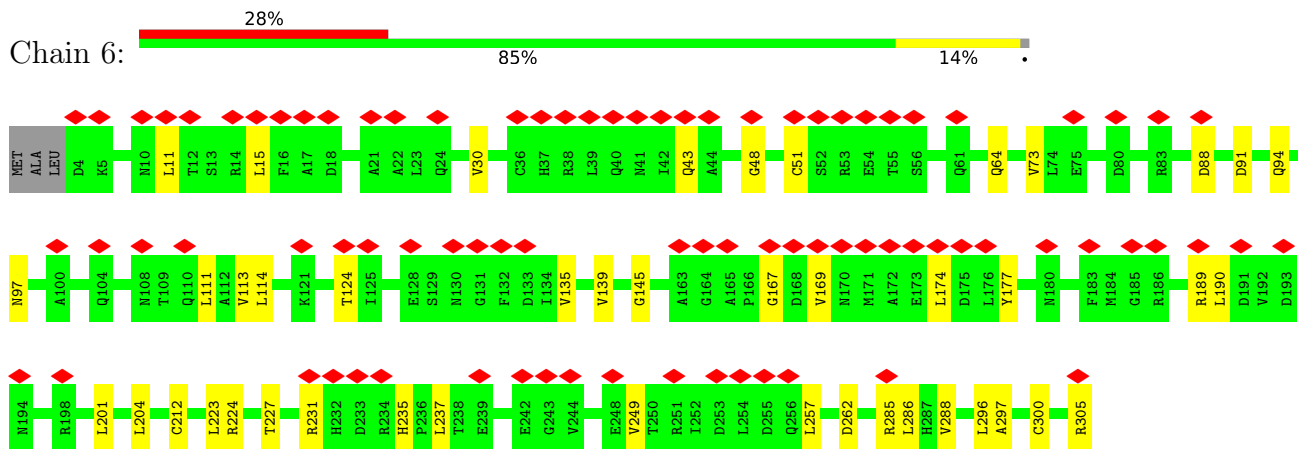 28%
Chain 6:
85% 14% •
MET ALA LEU D4 K5 N10 L11 T12 S13 R14 L15 F16 A17 D18 A21 A22 L23 Q24 V30 C36 H37 R38 L39 Q40 N41 I42 Q43 A44 G48 C51 S52 R53 E54 T55 S56 Q61 Q64 V73 L74 E75 D80 R83 D88 D91 Q94
N97 A100 Q104 N108 T109 Q110 L111 A112 V113 L114 K121 T124 I125 E128 S129 N130 G131 F132 D133 I134 V135 V139 G145 A163 G164 A165 P166 G167 D168 V169 N170 M171 A172 E173 L174 D175 L176 Y177 N180 F183 M184 G185 R186 R189 L190 D191 V192 D193
N194 R198 L201 L204 C212 L223 R224 T227 R231 H232 D233 R234 H235 P236 L237 T238 E239 E242 G243 V244 E248 V249 T250 R251 I252 D253 L254 D255 Q256 L257 D262 R285 L286 H287 V288 L296 A297 C300 R305